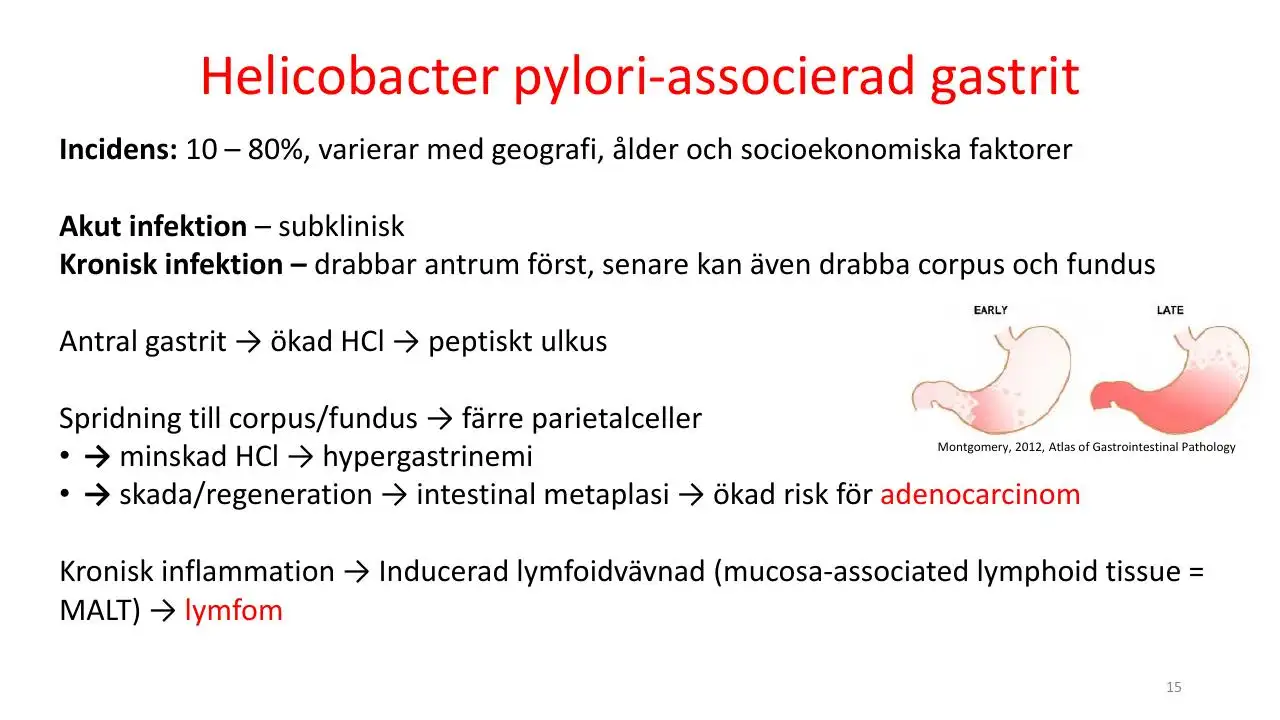 Helicobacter pylori-associerad gastrit
Incidens: 10 – 80%, varierar med geografi, ålder och socioekonomiska faktorer
Akut infektion – subklinisk
Kronisk infektion – drabbar antrum först, senare kan även drabba corpus och fundus
Antral gastrit → ökad HCl → peptiskt ulkus
EARLY
LATE
Spridning till corpus/fundus → färre parietalceller
• → minskad HCl → hypergastrinemi
• → skada/regeneration → intestinal metaplasi → ökad risk för adenocarcinom
Montgomery, 2012, Atlas of Gastrointestinal Pathology
Kronisk inflammation → Inducerad lymfoidvävnad (mucosa-associated lymphoid tissue =
MALT) → lymfom
15